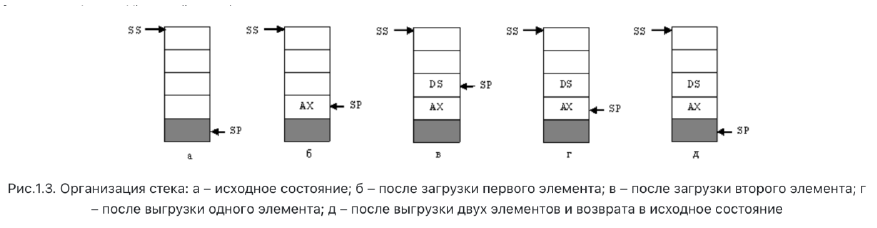 SS SS SS SS SS
DS SP DS DS
AX SP AX AX SP AX
SP SP
а б в г д
Рис.1.3. Организация стека: а – исходное состояние; б – после загрузки первого элемента; в – после загрузки второго элемента; г
– после выгрузки одного элемента; д – после выгрузки двух элементов и возврата в исходное состояние